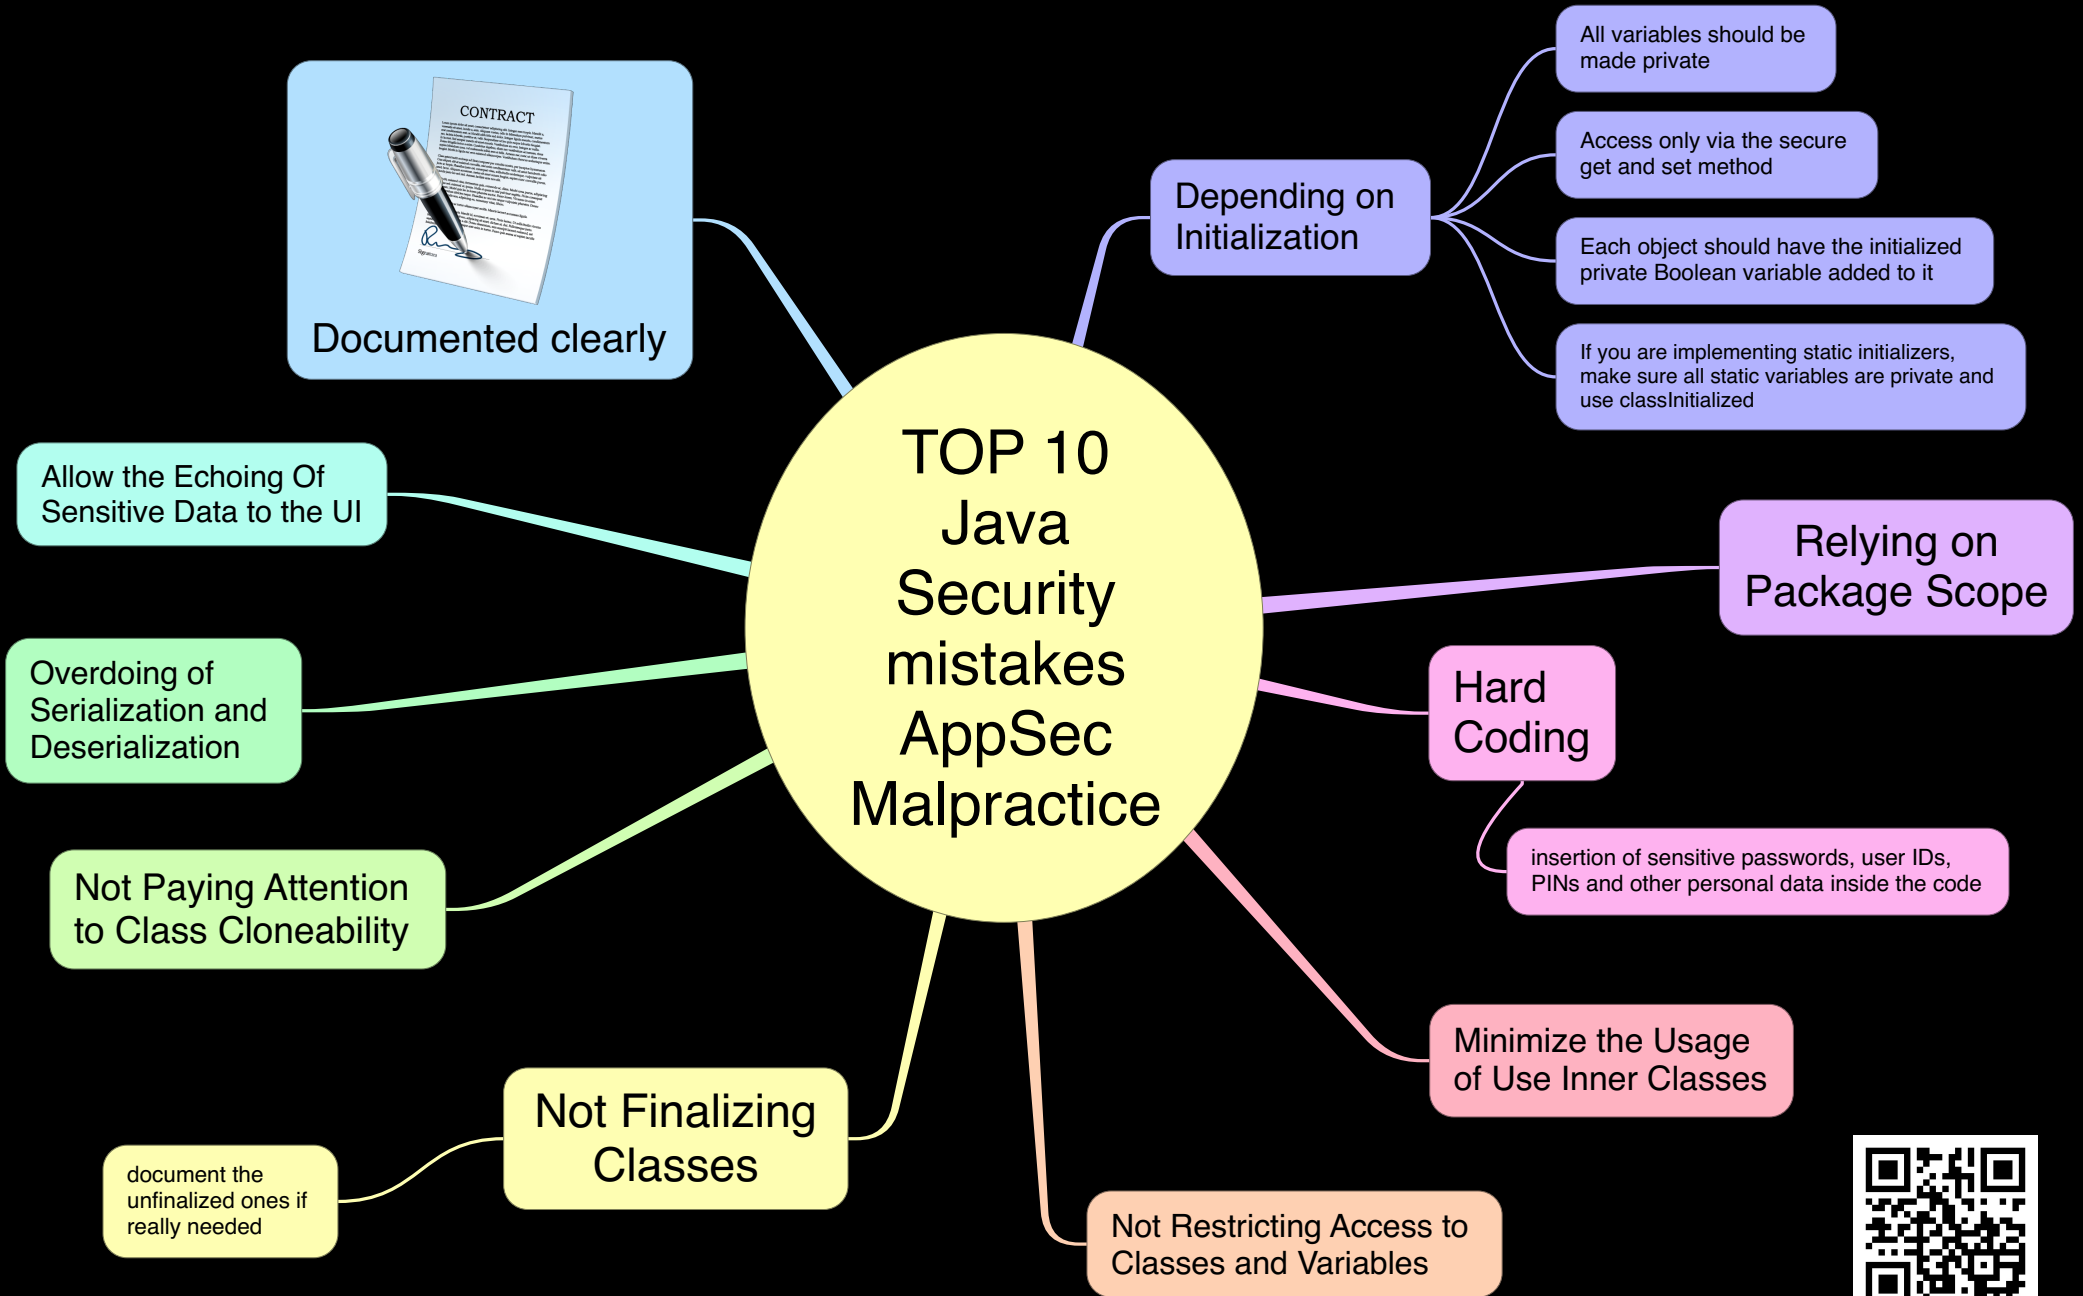 TOP 10
Java
Security
mistakes
AppSec
Malpractice
Depending on
Initialization
All variables should be
made private
Access only via the secure
get and set method
Each object should have the initialized
private Boolean variable added to it
If you are implementing static initializers,
make sure all static variables are private and
use classInitialized
Relying on
Package Scope
Hard
Coding
insertion of sensitive passwords, user IDs,
PINs and other personal data inside the code
Minimize the Usage
of Use Inner Classes
Not Restricting Access to
Classes and Variables
Not Finalizing
Classes
document the
unfinalized ones if
really needed
Not Paying Attention
to Class Cloneability
Overdoing of
Serialization and
Deserialization
Allow the Echoing Of
Sensitive Data to the UI
CONTRACT
Documented clearly